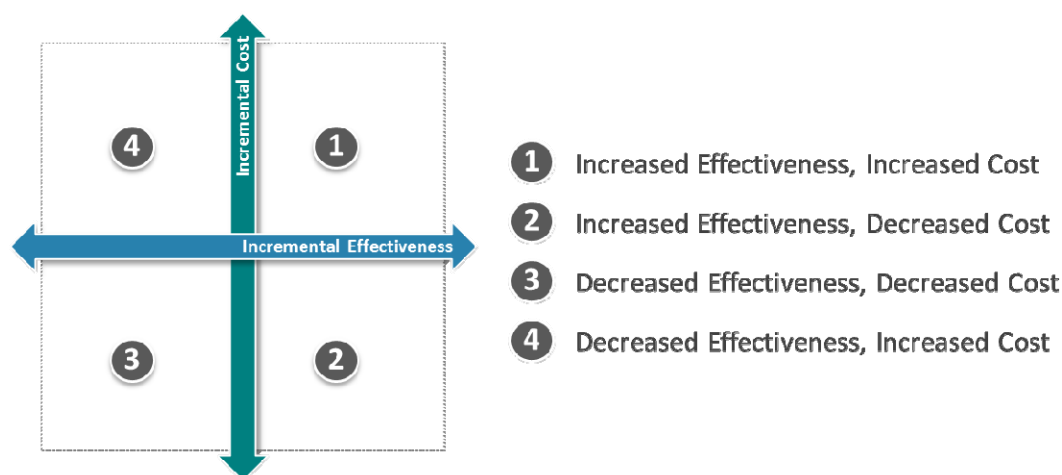 Incremental Cost
4
1
Incremental Effectiveness
3
2
1 Increased Effectiveness, Increased Cost
2 Increased Effectiveness, Decreased Cost
3 Decreased Effectiveness, Decreased Cost
4 Decreased Effectiveness, Increased Cost